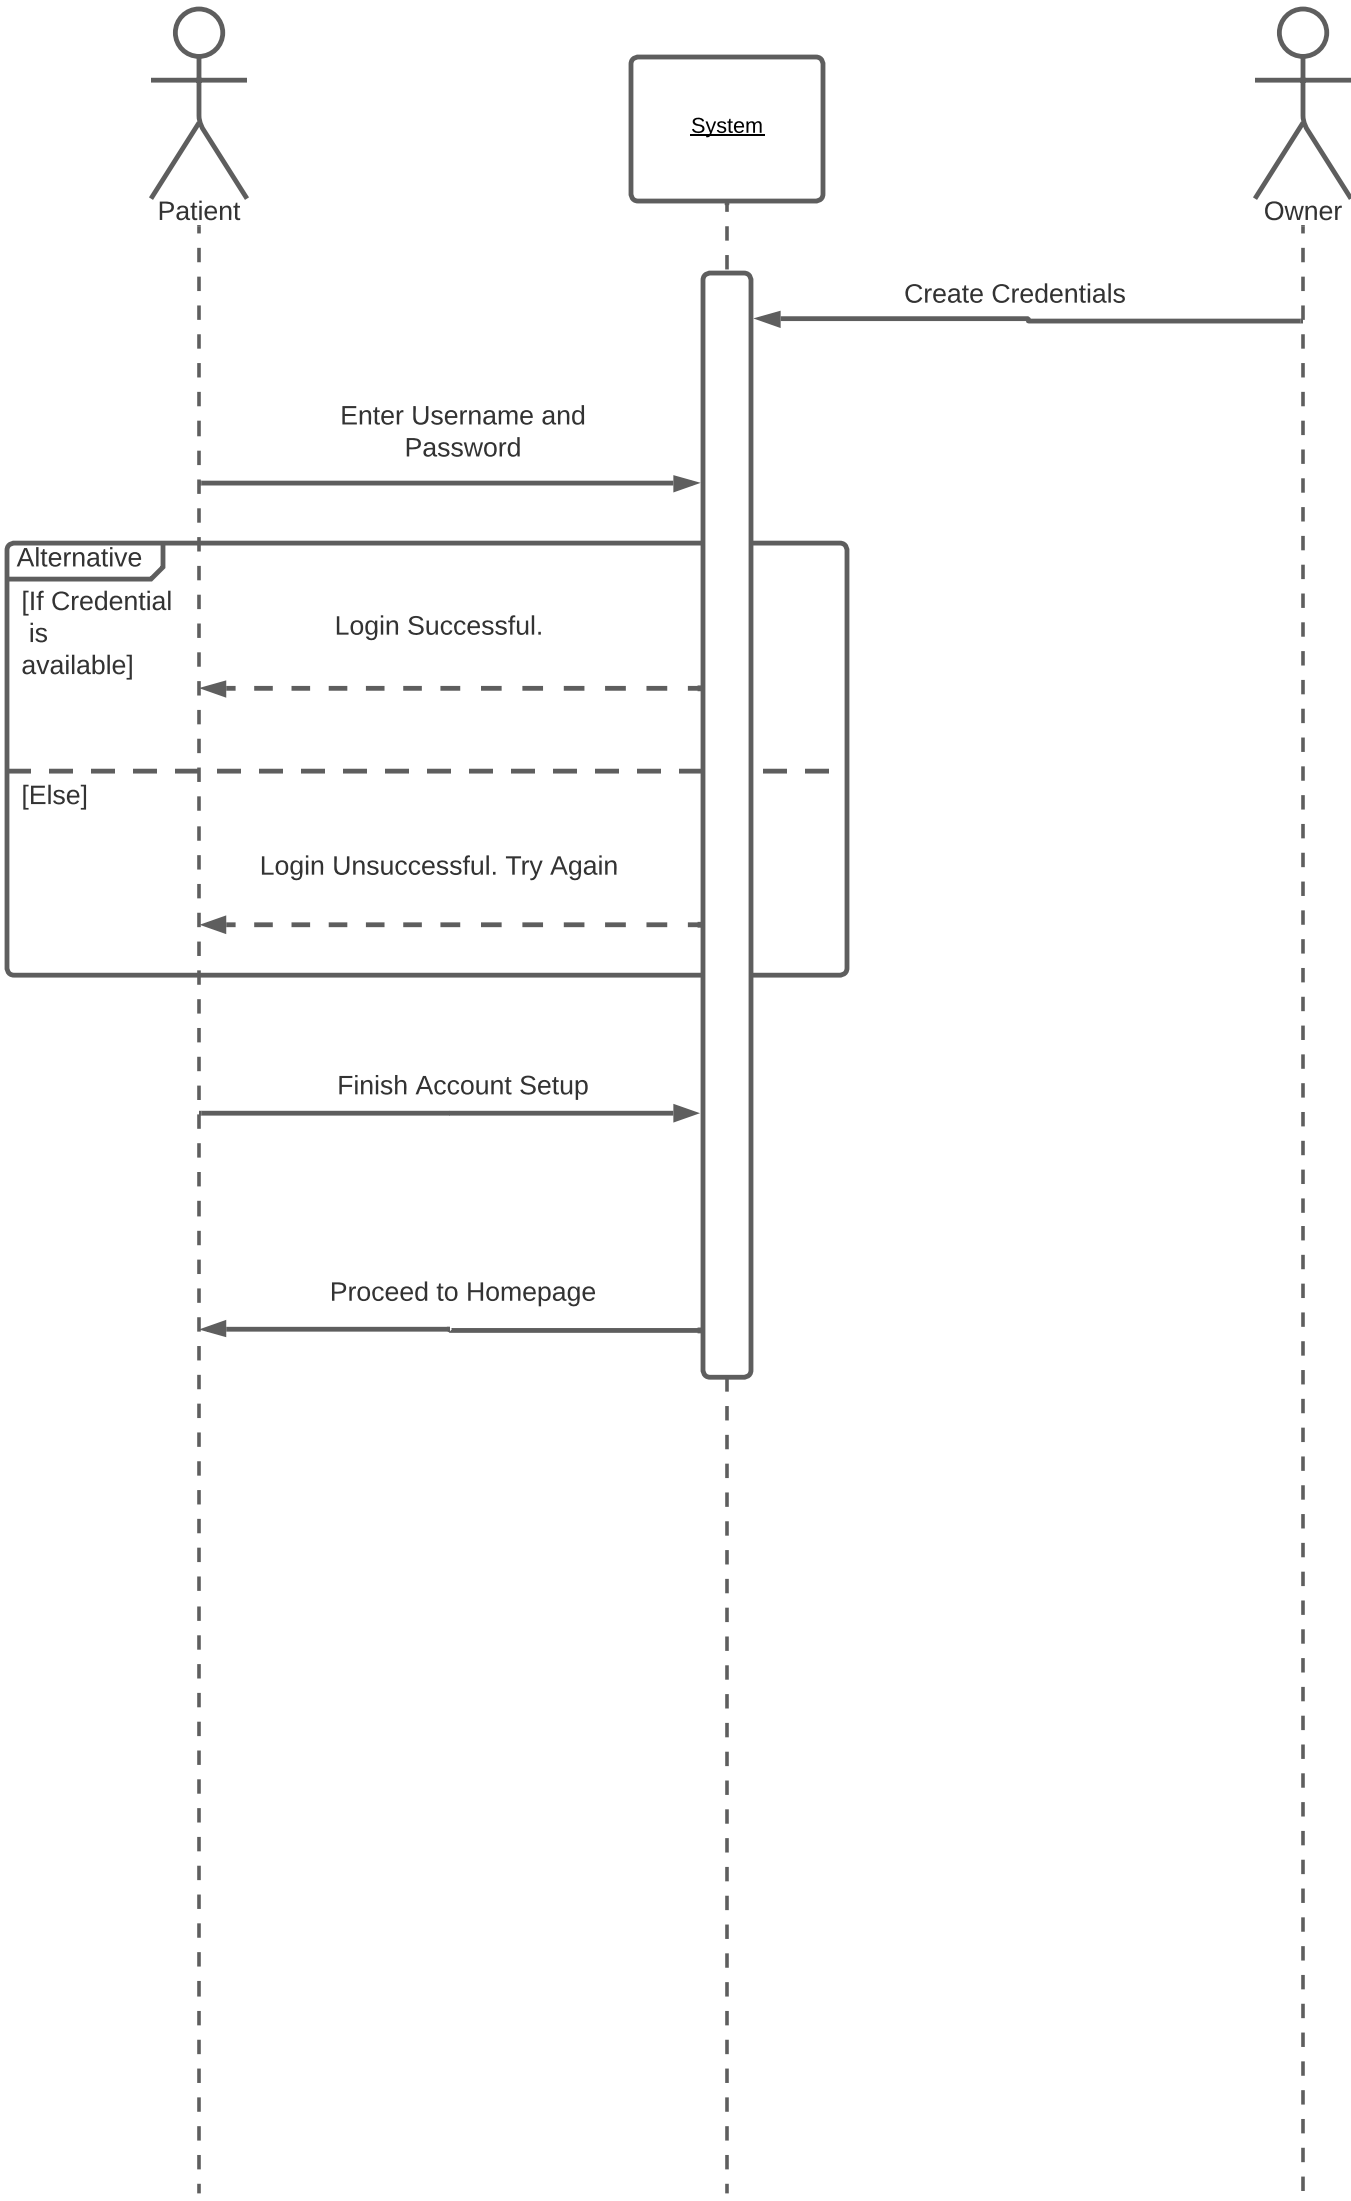 System
Patient
Owner
Create Credentials
Enter Username and
Password
Alternative
[If Credential
is
available]
Login Successful.
[Else]
Login Unsuccessful. Try Again
Finish Account Setup
Proceed to Homepage